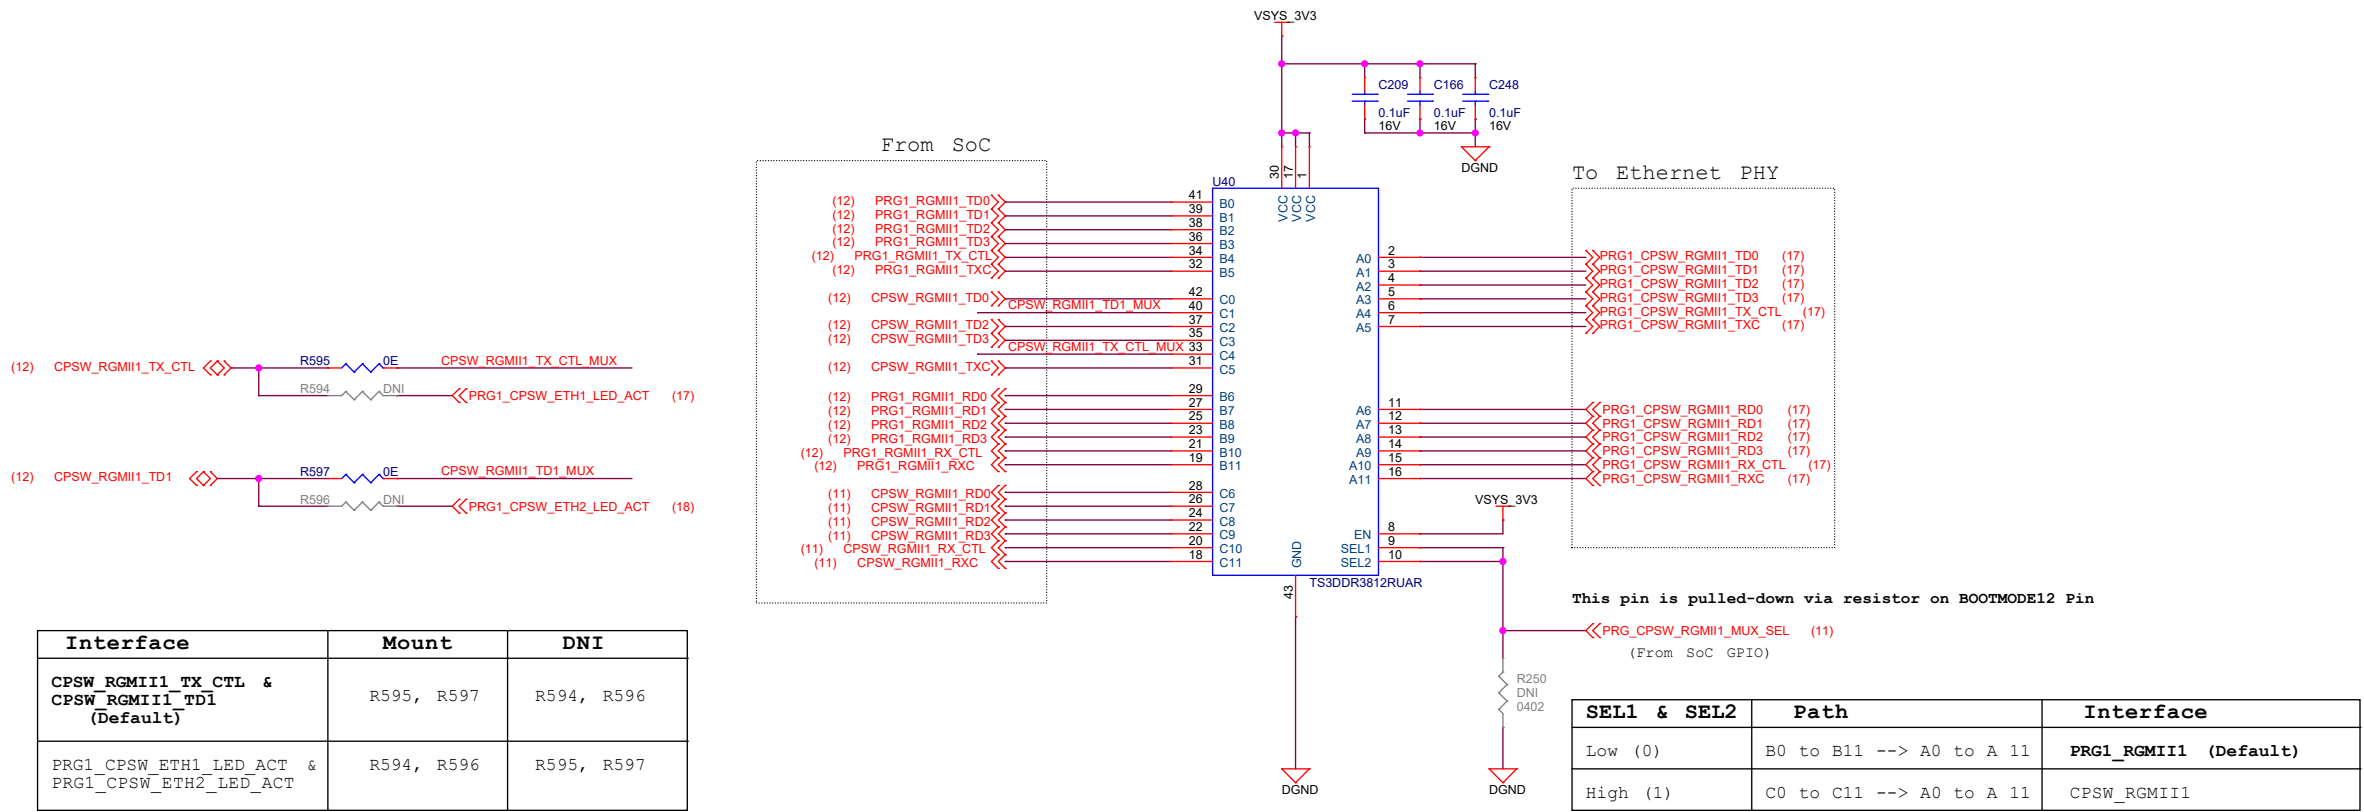 VSYS_3V3
C209
C166
C248
0.1uF
0.1uF
0.1uF
16V
16V
16V
DGND
From SoC
To Ethernet PHY
30
17
1
U40
VCC
VCC
VCC
(12) PRG1_RGMII1_TD0 41 B0
(12) PRG1_RGMII1_TD1 39 B1
(12) PRG1_RGMII1_TD2 38 B2
(12) PRG1_RGMII1_TD3 36 B3
(12) PRG1_RGMII1_TX_CTL 34 B4
(12) PRG1_RGMII1_TXC 32 B5
(12) CPSW_RGMII1_TD0 42 C0
CPSW_RGMII1_TD1_MUX 40 C1
(12) CPSW_RGMII1_TD2 37 C2
(12) CPSW_RGMII1_TD3 35 C3
CPSW_RGMII1_TX_CTL_MUX 33 C4
(12) CPSW_RGMII1_TXC 31 C5
(12) PRG1_RGMII1_RD0 29 B6
(12) PRG1_RGMII1_RD1 27 B7
(12) PRG1_RGMII1_RD2 25 B8
(12) PRG1_RGMII1_RD3 23 B9
(12) PRG1_RGMII1_RX_CTL 21 B10
(12) PRG1_RGMII1_RXC 19 B11
(11) CPSW_RGMII1_RD0 28 C6
(11) CPSW_RGMII1_RD1 26 C7
(11) CPSW_RGMII1_RD2 24 C8
(11) CPSW_RGMII1_RD3 22 C9
(11) CPSW_RGMII1_RX_CTL 20 C10
(11) CPSW_RGMII1_RXC 18 C11
A0 2 PRG1_CPSW_RGMII1_TD0 (17)
A1 3 PRG1_CPSW_RGMII1_TD1 (17)
A2 4 PRG1_CPSW_RGMII1_TD2 (17)
A3 5 PRG1_CPSW_RGMII1_TD3 (17)
A4 6 PRG1_CPSW_RGMII1_TX_CTL (17)
A5 7 PRG1_CPSW_RGMII1_TXC (17)
A6 11 PRG1_CPSW_RGMII1_RD0 (17)
A7 12 PRG1_CPSW_RGMII1_RD1 (17)
A8 13 PRG1_CPSW_RGMII1_RD2 (17)
A9 14 PRG1_CPSW_RGMII1_RD3 (17)
A10 15 PRG1_CPSW_RGMII1_RX_CTL (17)
A11 16 PRG1_CPSW_RGMII1_RXC (17)
VSYS_3V3
EN 8
SEL1 9
SEL2 10
GND
43
TS3DDR3812RUAR
DGND
(12) CPSW_RGMII1_TX_CTL R595 0E CPSW_RGMII1_TX_CTL_MUX
R594 DNI PRG1_CPSW_ETH1_LED_ACT (17)
(12) CPSW_RGMII1_TD1 R597 0E CPSW_RGMII1_TD1_MUX
R596 DNI PRG1_CPSW_ETH2_LED_ACT (18)
This pin is pulled-down via resistor on BOOTMODE12 Pin
PRG_CPSW_RGMII1_MUX_SEL (11)
(From SoC GPIO)
R250
DNI
0402
DGND
Interface Mount DNI
CPSW_RGMII1_TX_CTL &
CPSW_RGMII1_TD1
(Default)
R595, R597 R594, R596
PRG1_CPSW_ETH1_LED_ACT &
PRG1_CPSW_ETH2_LED_ACT
R594, R596 R595, R597
SEL1 & SEL2 Path Interface
Low (0) B0 to B11 --> A0 to A 11 PRG1_RGMII1 (Default)
High (1) C0 to C11 --> A0 to A 11 CPSW_RGMII1